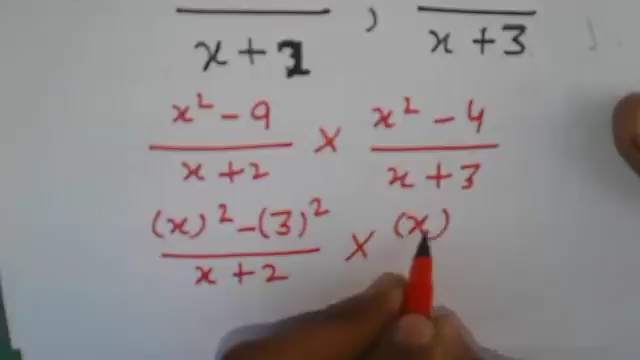 x + 2 , x + 3
x² - 9 / x + 2 × x² - 4 / x + 3
(x)² - (3)² / x + 2 × (x)